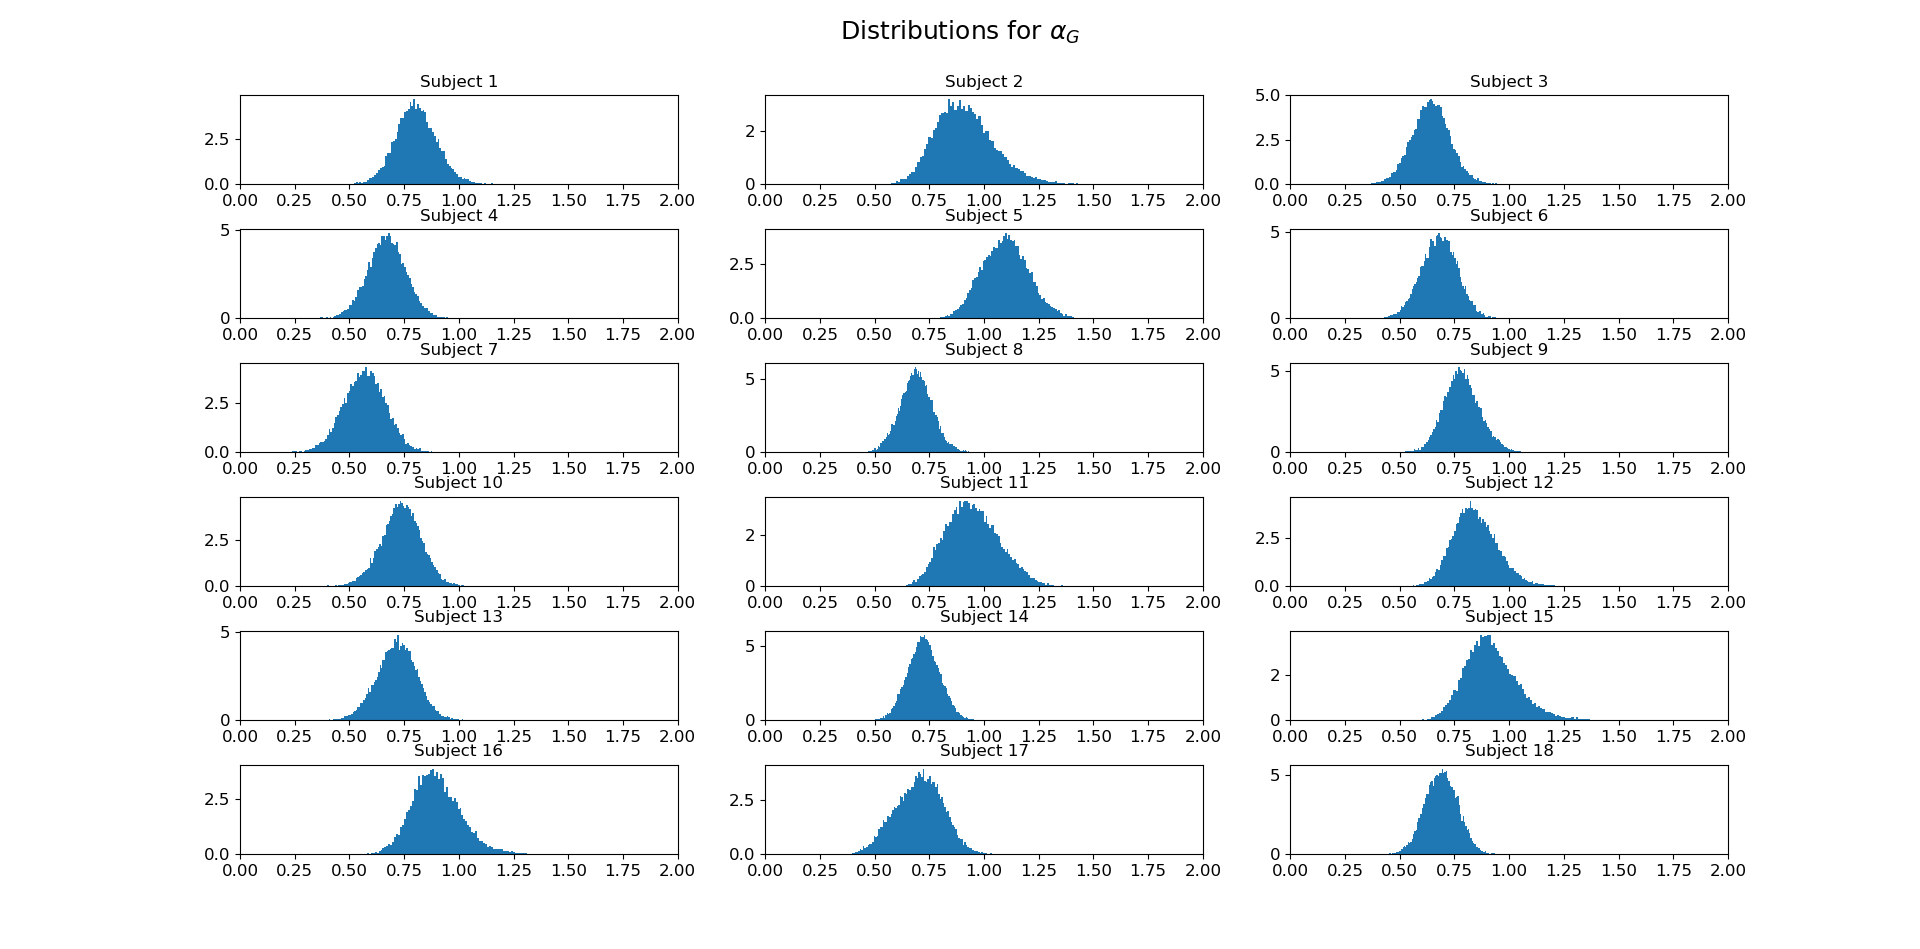 Distributions for α_G
Subject 1 Subject 2 Subject 3
2.5 0.0 2 0 5.0 2.5 0.0
0.00 0.25 0.50 0.75 1.00 1.25 1.50 1.75 2.00 0.00 0.25 0.50 0.75 1.00 1.25 1.50 1.75 2.00 0.00 0.25 0.50 0.75 1.00 1.25 1.50 1.75 2.00
Subject 4 Subject 5 Subject 6
5 0 2.5 0.0 5 0
0.00 0.25 0.50 0.75 1.00 1.25 1.50 1.75 2.00 0.00 0.25 0.50 0.75 1.00 1.25 1.50 1.75 2.00 0.00 0.25 0.50 0.75 1.00 1.25 1.50 1.75 2.00
Subject 7 Subject 8 Subject 9
2.5 0.0 5 0 5 0
0.00 0.25 0.50 0.75 1.00 1.25 1.50 1.75 2.00 0.00 0.25 0.50 0.75 1.00 1.25 1.50 1.75 2.00 0.00 0.25 0.50 0.75 1.00 1.25 1.50 1.75 2.00
Subject 10 Subject 11 Subject 12
2.5 0.0 2 0 2.5 0.0
0.00 0.25 0.50 0.75 1.00 1.25 1.50 1.75 2.00 0.00 0.25 0.50 0.75 1.00 1.25 1.50 1.75 2.00 0.00 0.25 0.50 0.75 1.00 1.25 1.50 1.75 2.00
Subject 13 Subject 14 Subject 15
5 0 5 0 2 0
0.00 0.25 0.50 0.75 1.00 1.25 1.50 1.75 2.00 0.00 0.25 0.50 0.75 1.00 1.25 1.50 1.75 2.00 0.00 0.25 0.50 0.75 1.00 1.25 1.50 1.75 2.00
Subject 16 Subject 17 Subject 18
2.5 0.0 2.5 0.0 5 0
0.00 0.25 0.50 0.75 1.00 1.25 1.50 1.75 2.00 0.00 0.25 0.50 0.75 1.00 1.25 1.50 1.75 2.00 0.00 0.25 0.50 0.75 1.00 1.25 1.50 1.75 2.00